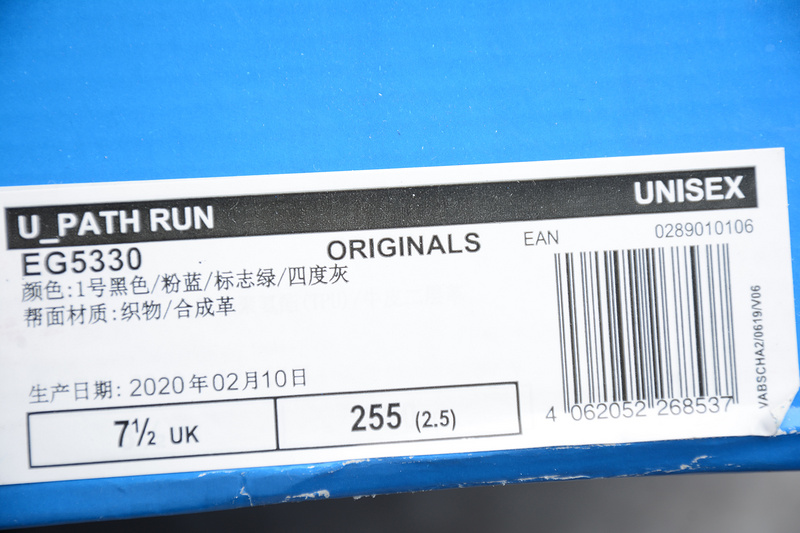 U_PATH RUN
UNISEX
EG5330
ORIGINALS
EAN
0289010106
颜色:1号黑色/粉蓝/标志绿/四度灰
帮面材质:织物/合成革
生产日期: 2020年02月10日
7½ UK
255 (2.5)
4 062052 268537
VABSCHA2/0619/V06